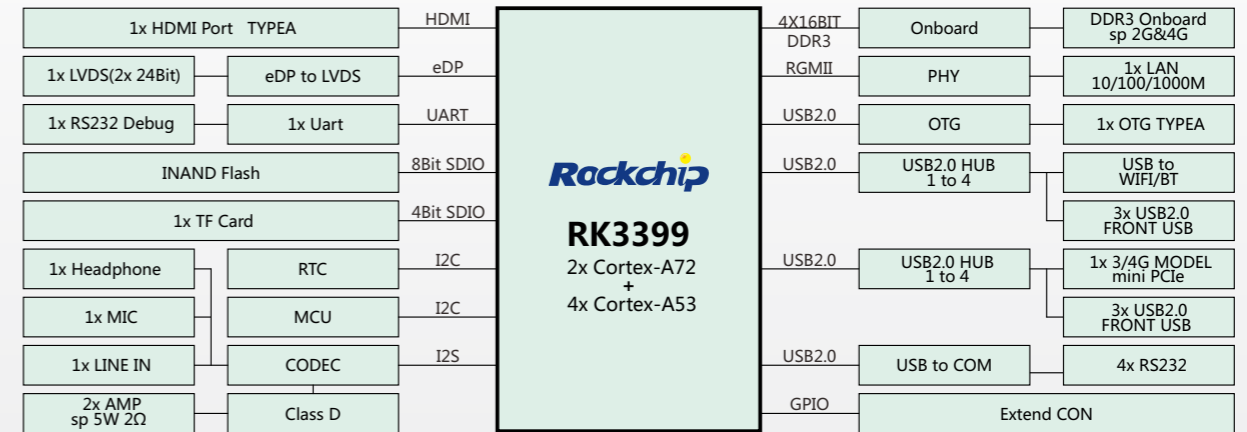 1x HDMI Port TYPEA
HDMI
1x LVDS(2x 24Bit)
eDP to LVDS
eDP
1x RS232 Debug
1x Uart
UART
INAND Flash
8Bit SDIO
1x TF Card
4Bit SDIO
1x Headphone
RTC
I2C
1x MIC
MCU
I2C
1x LINE IN
CODEC
I2S
2x AMP
sp 5W 2Ω
Class D
Rockchip
RK3399
2x Cortex-A72
+
4x Cortex-A53
4X16BIT
DDR3
Onboard
DDR3 Onboard
sp 2G&4G
RGMII
PHY
1x LAN
10/100/1000M
USB2.0
OTG
1x OTG TYPEA
USB2.0
USB2.0 HUB
1 to 4
USB to
WIFI/BT
3x USB2.0
FRONT USB
USB2.0
USB2.0 HUB
1 to 4
1x 3/4G MODEL
mini PCIe
3x USB2.0
FRONT USB
USB2.0
USB to COM
4x RS232
GPIO
Extend CON